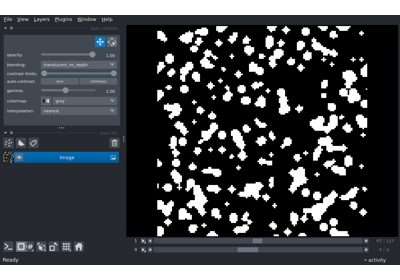 File View Layers Plugins Window Help
opacity: 1.00
blending: translucent_no_depth
contrast limits:
auto-contrast: once continuous
gamma: 1.00
colormap: gray
interpolation: nearest
Image
1
0
Ready
activity